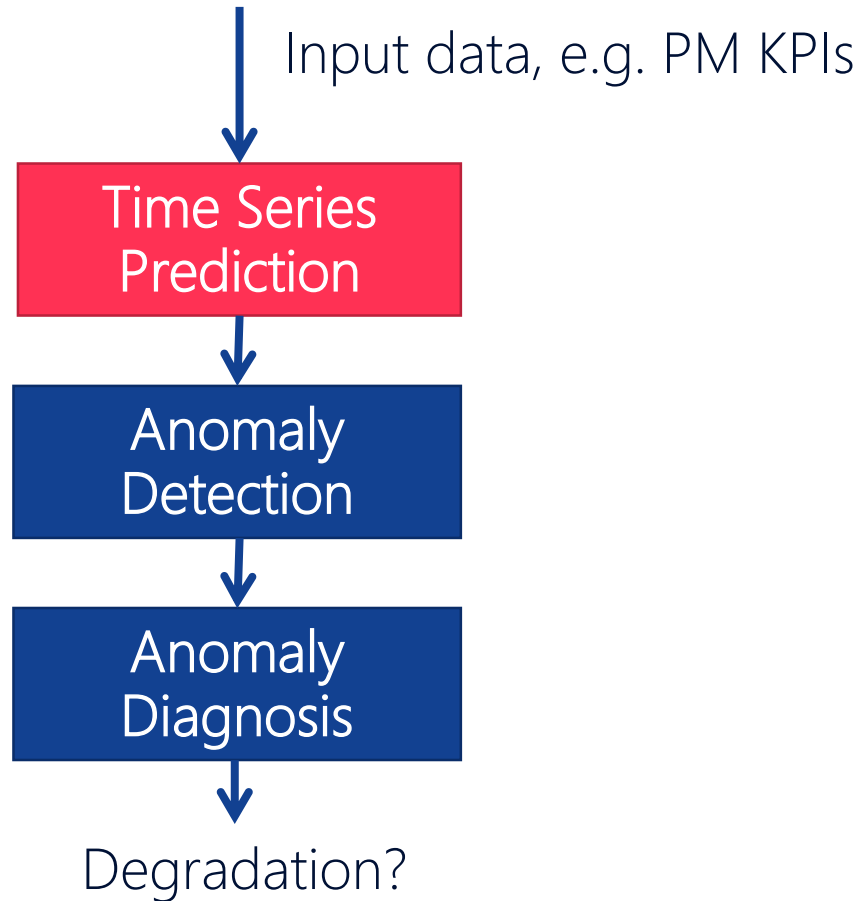 Input data, e.g. PM KPIs
Time Series
Prediction
Anomaly
Detection
Anomaly
Diagnosis
Degradation?